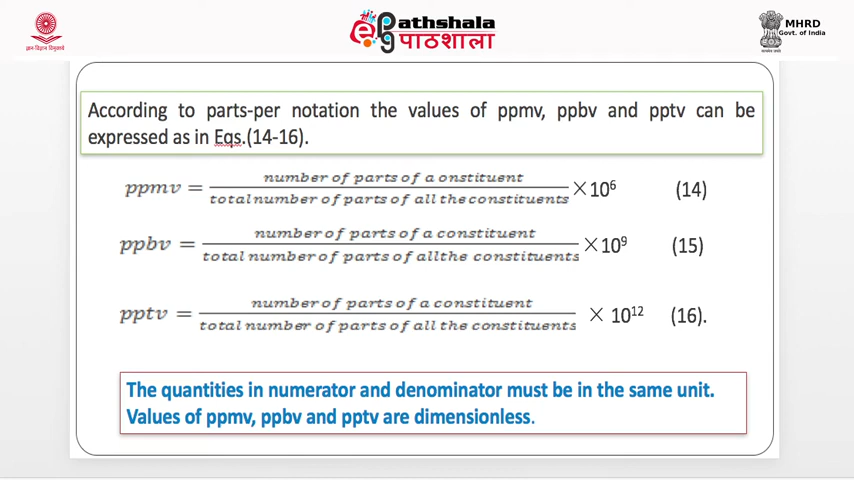 ज्ञान-विज्ञान विमुक्तये
ePG Pathshala
पाठशाला
MHRD
Govt. of India
According to parts-per notation the values of ppmv, ppbv and pptv can be
expressed as in Eqs.(14-16).
ppmv = number of parts of a onstituent / total number of parts of all the constituents × 10⁶ (14)
ppbv = number of parts of a constituent / total number of parts of allthe constituents × 10⁹ (15)
pptv = number of parts of a constituent / total number of parts of all the constituents × 10¹² (16).
The quantities in numerator and denominator must be in the same unit.
Values of ppmv, ppbv and pptv are dimensionless.